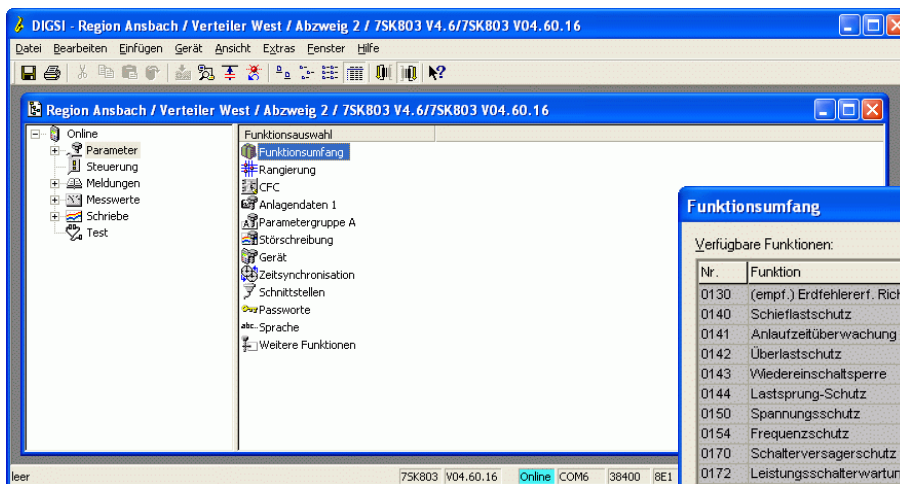 DIGSI - Region Ansbach / Verteiler West / Abzweig 2 / 7SK803 V4.6/7SK803 V04.60.16
Datei Bearbeiten Einfügen Gerät Ansicht Extras Fenster Hilfe
Region Ansbach / Verteiler West / Abzweig 2 / 7SK803 V4.6/7SK803 V04.60.16
Online
Parameter
Steuerung
Meldungen
Messwerte
Schriebe
Test
Funktionsauswahl
Funktionsumfang
Rangierung
CFC
Anlagendaten 1
Parametergruppe A
Störschreibung
Gerät
Zeitsynchronisation
Schnittstellen
Passworte
abc Sprache
Weitere Funktionen
Funktionsumfang
Verfügbare Funktionen:
Nr. Funktion
0130 (empf.) Erdfehlererf. Rich
0140 Schieflastschutz
0141 Anlaufzeitüberwachung
0142 Überlastschutz
0143 Wiedereinschaltsperre
0144 Lastsprung-Schutz
0150 Spannungsschutz
0154 Frequenzschutz
0170 Schalterversagerschutz
0172 Leistungsschalterwartun
leer 7SK803 V04.60.16 Online COM6 38400 8E1